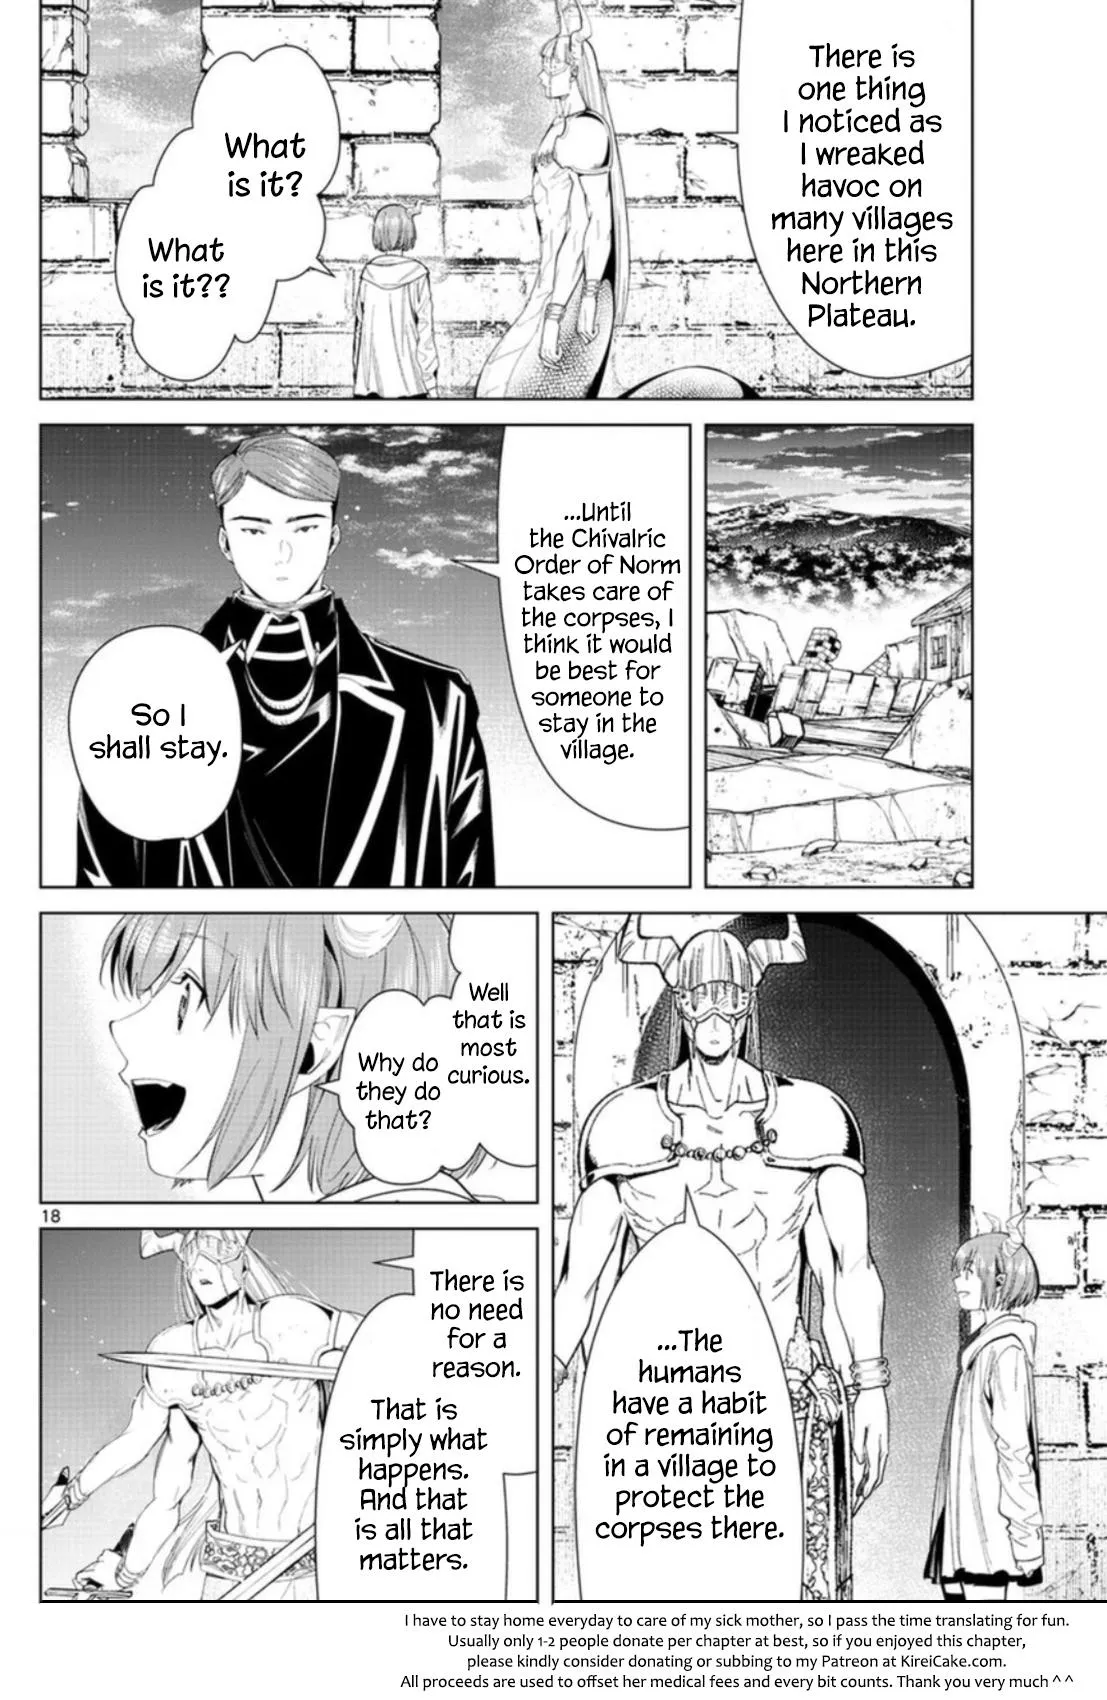 There is
one thing
I noticed as
I wreaked
havoc on
many villages
here in this
Northern
Plateau.
What
is it?
What
is it??
...Until
the Chivalric
Order of Norm
takes care of
the corpses, I
think it would
be best for
someone to
stay in the
village.
So I
shall stay.
...The
humans
have a habit
of remaining
in a village to
protect the
corpses there.
Well
that is
most
curious.
Why do
they do
that?
18
There is
no need
for a
reason.
That is
simply what
happens.
And that
is all that
matters.
I have to stay home everyday to care of my sick mother, so I pass the time translating for fun.
Usually only 1-2 people donate per chapter at best, so if you enjoyed this chapter,
please kindly consider donating or subbing to my Patreon at KireiCake.com.
All proceeds are used to offset her medical fees and every bit counts. Thank you very much ^ ^